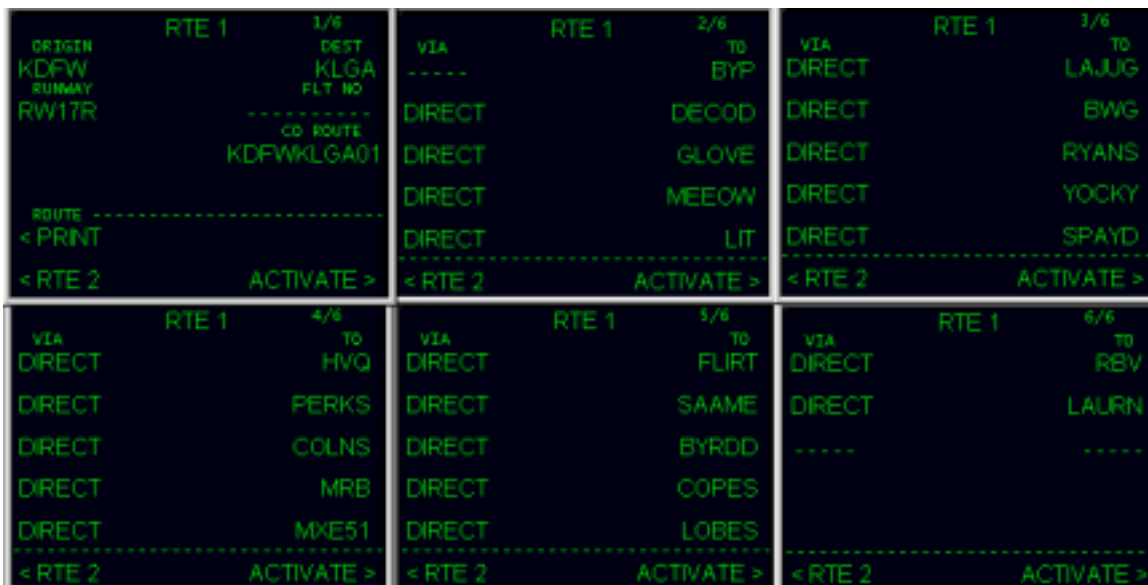 RTE 1 1/6
ORIGIN DEST
KDFW KLGA
RUNWAY FLT NO
RW17R ----------
CO ROUTE
KDFWKLGA01
ROUTE -------------------------
< PRINT
< RTE 2 ACTIVATE >
RTE 1 2/6
VIA TO
----- BYP
DIRECT DECOD
DIRECT GLOVE
DIRECT MEEOW
DIRECT LIT
< RTE 2 ACTIVATE >
RTE 1 3/6
VIA TO
DIRECT LAJUG
DIRECT BWG
DIRECT RYANS
DIRECT YOCKY
DIRECT SPAYD
< RTE 2 ACTIVATE >
RTE 1 4/6
VIA TO
DIRECT HVQ
DIRECT PERKS
DIRECT COLNS
DIRECT MRB
DIRECT MXE51
< RTE 2 ACTIVATE >
RTE 1 5/6
VIA TO
DIRECT FLIRT
DIRECT SAAME
DIRECT BYRDD
DIRECT COPES
DIRECT LOBES
< RTE 2 ACTIVATE >
RTE 1 6/6
VIA TO
DIRECT RBV
DIRECT LAURN
----- -----
< RTE 2 ACTIVATE >